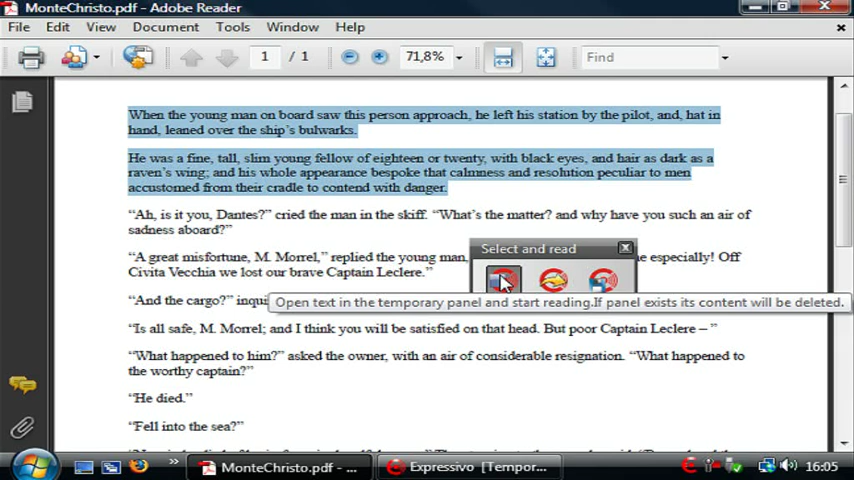 MonteChristo.pdf - Adobe Reader
File Edit View Document Tools Window Help
1 / 1 71,8% Find
When the young man on board saw this person approach, he left his station by the pilot, and, hat in
hand, leaned over the ship's bulwarks.
He was a fine, tall, slim young fellow of eighteen or twenty, with black eyes, and hair as dark as a
raven's wing; and his whole appearance bespoke that calmness and resolution peculiar to men
accustomed from their cradle to contend with danger.
“Ah, is it you, Dantes?” cried the man in the skiff. “What's the matter? and why have you such an air of
sadness aboard?”
Select and read
“A great misfortune, M. Morrel,” replied the young man, e especially! Off
Civita Vecchia we lost our brave Captain Leclere.”
“And the cargo?” inqui
Open text in the temporary panel and start reading.If panel exists its content will be deleted.
“Is all safe, M. Morrel; and I think you will be satisfied on that head. But poor Captain Leclere – ”
“What happened to him?” asked the owner, with an air of considerable resignation. “What happened to
the worthy captain?”
“He died.”
“Fell into the sea?”
MonteChristo.pdf - ... Expressivo [Tempor... 16:05